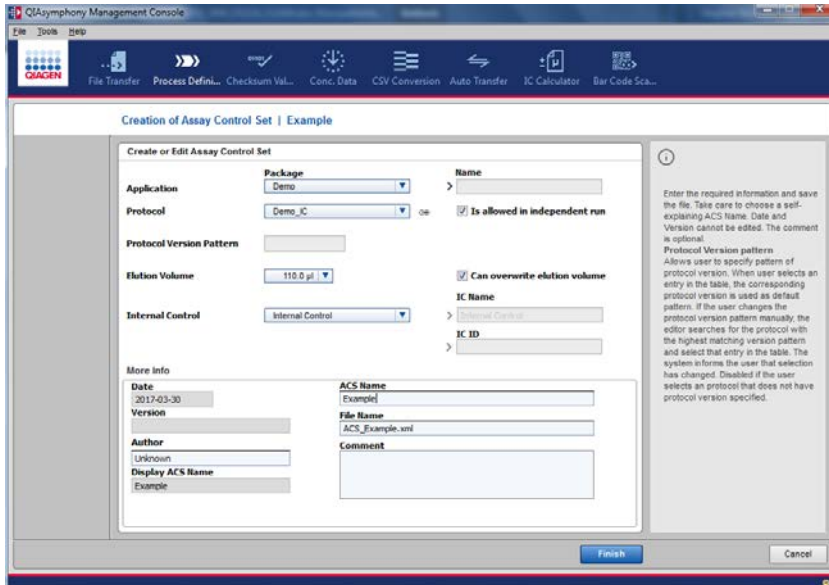 QIAsymphony Management Console
File Tools Help
QIAGEN
File Transfer
Process Defini...
Checksum Val...
Conc. Data
CSV Conversion
Auto Transfer
IC Calculator
Bar Code Sca...
Creation of Assay Control Set | Example
Create or Edit Assay Control Set
Package
Name
Application
Demo
>
Protocol
Demo_IC
Is allowed in independent run
Protocol Version Pattern
Elution Volume
110.0 µl
Can overwrite elution volume
IC Name
Internal Control
Internal Control
>
Internal Control
IC ID
>
More Info
Date
2017-03-30
Version
Author
Unknown
Display ACS Name
Example
ACS Name
Example
File Name
ACS_Example.xml
Comment
Enter the required information and save
the file. Take care to choose a self-
explaining ACS Name. Date and
Version cannot be edited. The comment
is optional.
Protocol Version pattern
Allows user to specify pattern of
protocol version. When user selects an
entry in the table, the corresponding
protocol version is used as default
pattern. If the user changes the
protocol version pattern manually, the
editor searches for the protocol with
the highest matching version pattern
and select that entry in the table. The
system informs the user that selection
has changed. Disabled if the user
selects an protocol that does not have
protocol version specified.
Finish
Cancel